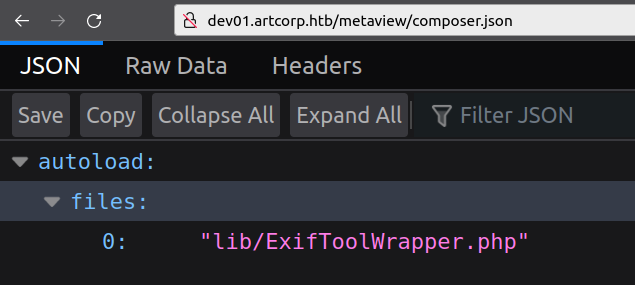 dev01.artcorp.htb/metaview/composer.json
JSON Raw Data Headers
Save Copy Collapse All Expand All Filter JSON
autoload:
files:
0: "lib/ExifToolWrapper.php"